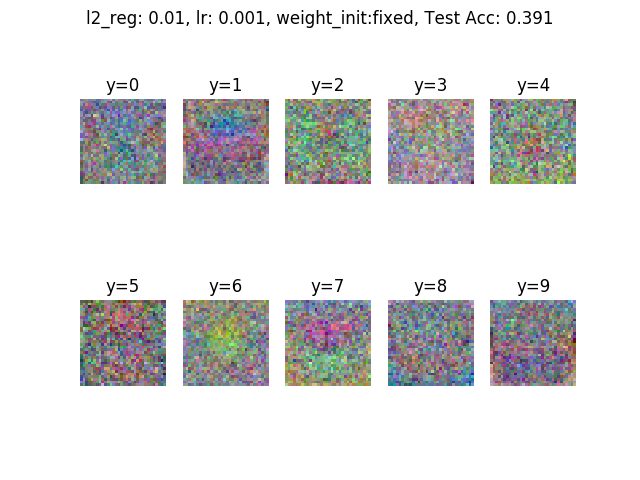 l2_reg: 0.01, lr: 0.001, weight_init:fixed, Test Acc: 0.391
y=0 y=1 y=2 y=3 y=4
y=5 y=6 y=7 y=8 y=9